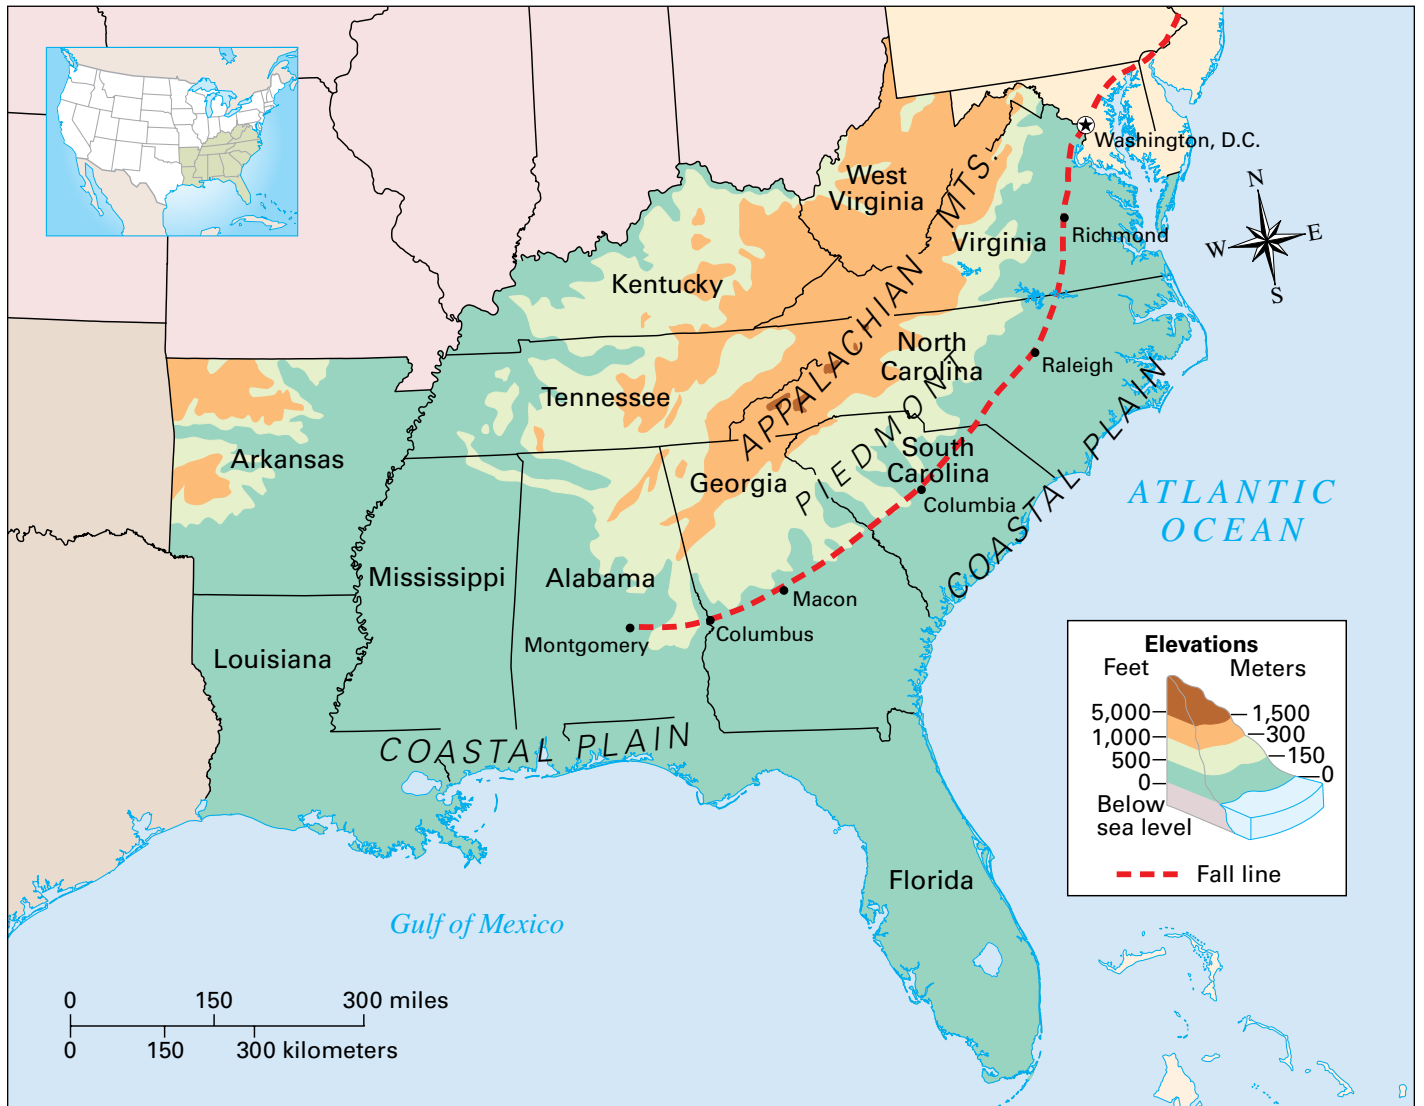 Washington, D.C.
West
Virginia
APPALACHIAN MTS.
Virginia
Richmond
N
W
E
S
Kentucky
North
Carolina
Raleigh
Tennessee
PIEDMONT
COASTAL PLAIN
Arkansas
Georgia
South
Carolina
Columbia
ATLANTIC
OCEAN
Mississippi
Alabama
Macon
Montgomery
Columbus
Louisiana
COASTAL PLAIN
Florida
Gulf of Mexico
Elevations
Feet Meters
5,000 1,500
1,000 300
500 150
0 0
Below
sea level
Fall line
0 150 300 miles
0 150 300 kilometers